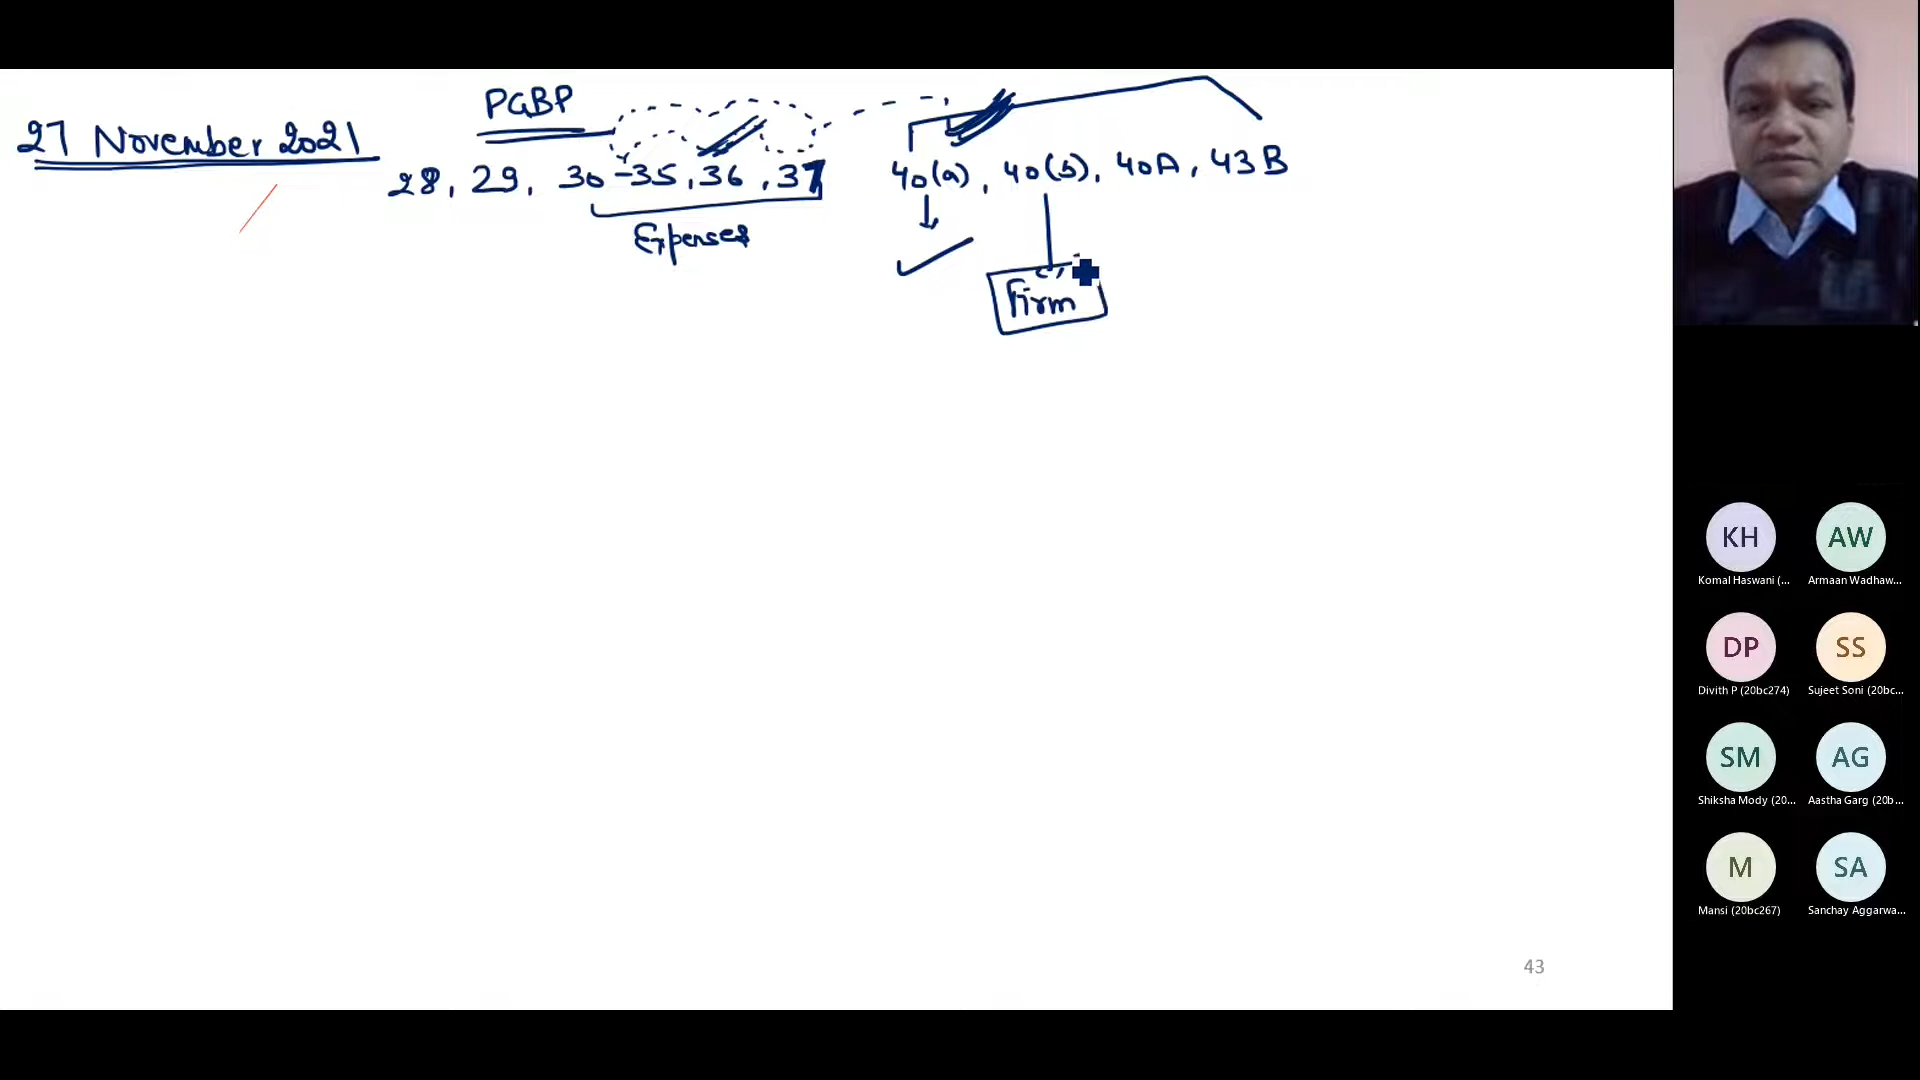 PGBP
27 November 2021
28, 29, 30-35, 36, 37 40(a), 40(b), 40A, 43B
Expenses
Firm
KH AW
Komal Haswani (... Armaan Wadhaw...
DP SS
Divith P (20bc274) Sujeet Soni (20bc...
SM AG
Shiksha Mody (20... Aastha Garg (20b...
M SA
Mansi (20bc267) Sanchay Aggarwa...
43